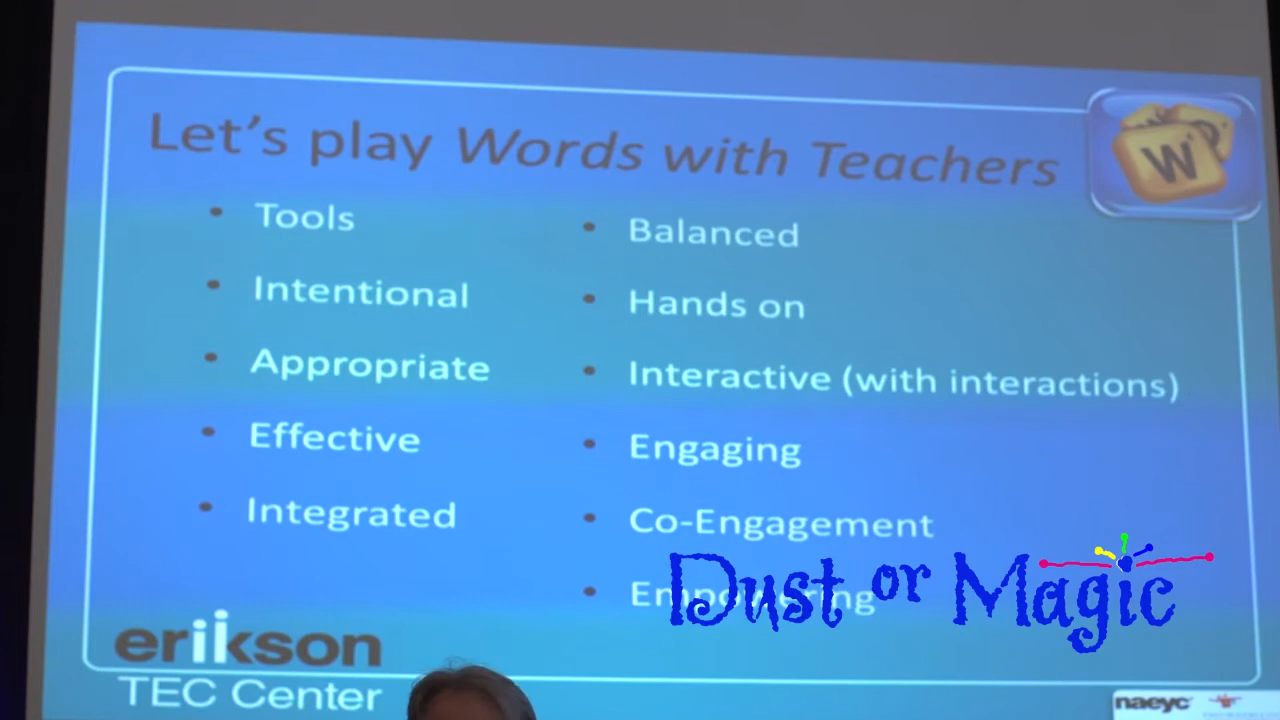 Let's play Words with Teachers
W
• Tools
• Intentional
• Appropriate
• Effective
• Integrated
• Balanced
• Hands on
• Interactive (with interactions)
• Engaging
• Co-Engagement
• Empowering
Dust or Magic
erikson
TEC Center
naeyc